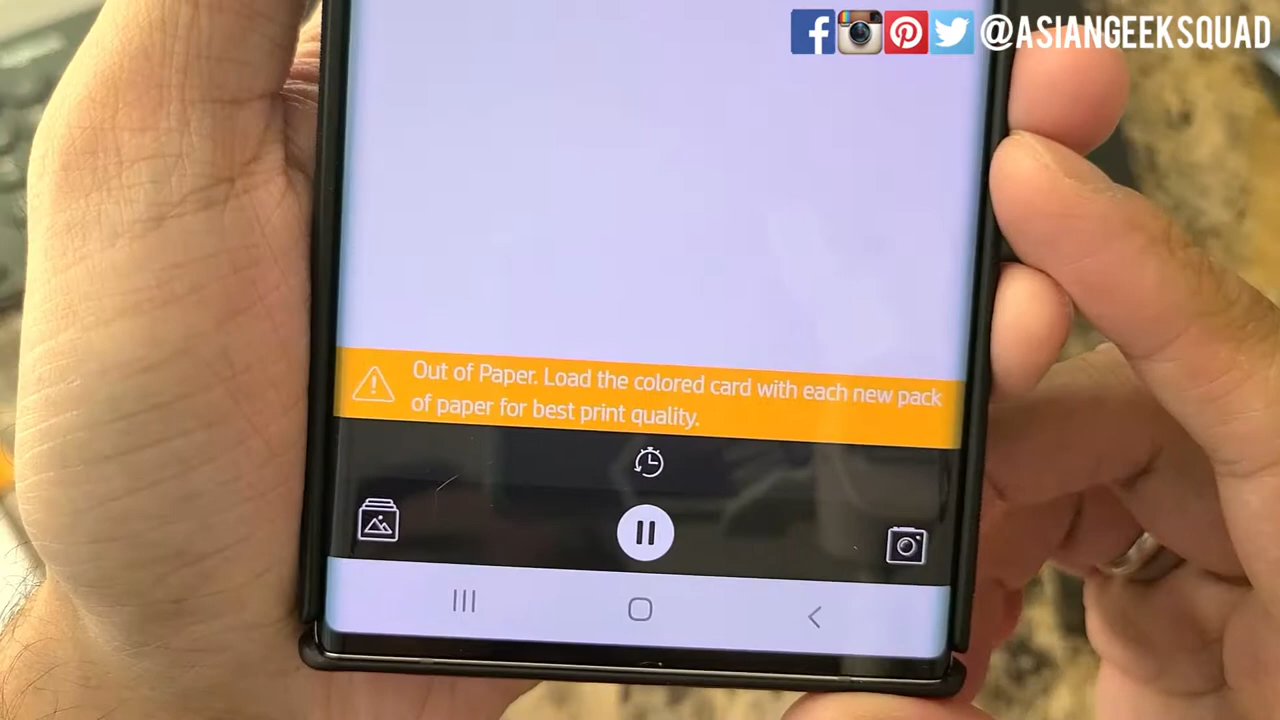 @ASIANGEEKSQUAD
Out of Paper. Load the colored card with each new pack
of paper for best print quality.